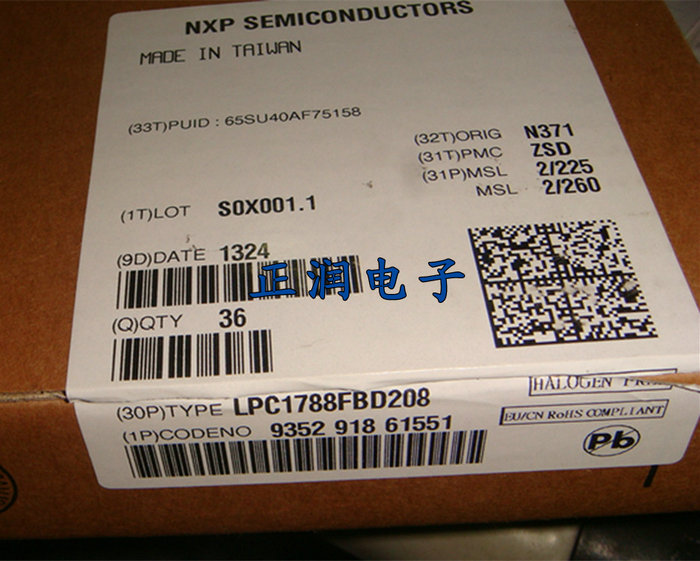 NXP SEMICONDUCTORS
MADE IN TAIWAN
(33T)PUID : 65SU40AF75158
(32T)ORIG N371
(31T)PMC ZSD
(31P)MSL 2/225
MSL 2/260
(1T)LOT S0X001.1
(9D)DATE 1324
正润电子
(Q)QTY 36
HALOGEN FREE
(30P)TYPE LPC1788FBD208
EU/CN RoHS COMPLIANT
(1P)CODENO 9352 918 61551
Pb